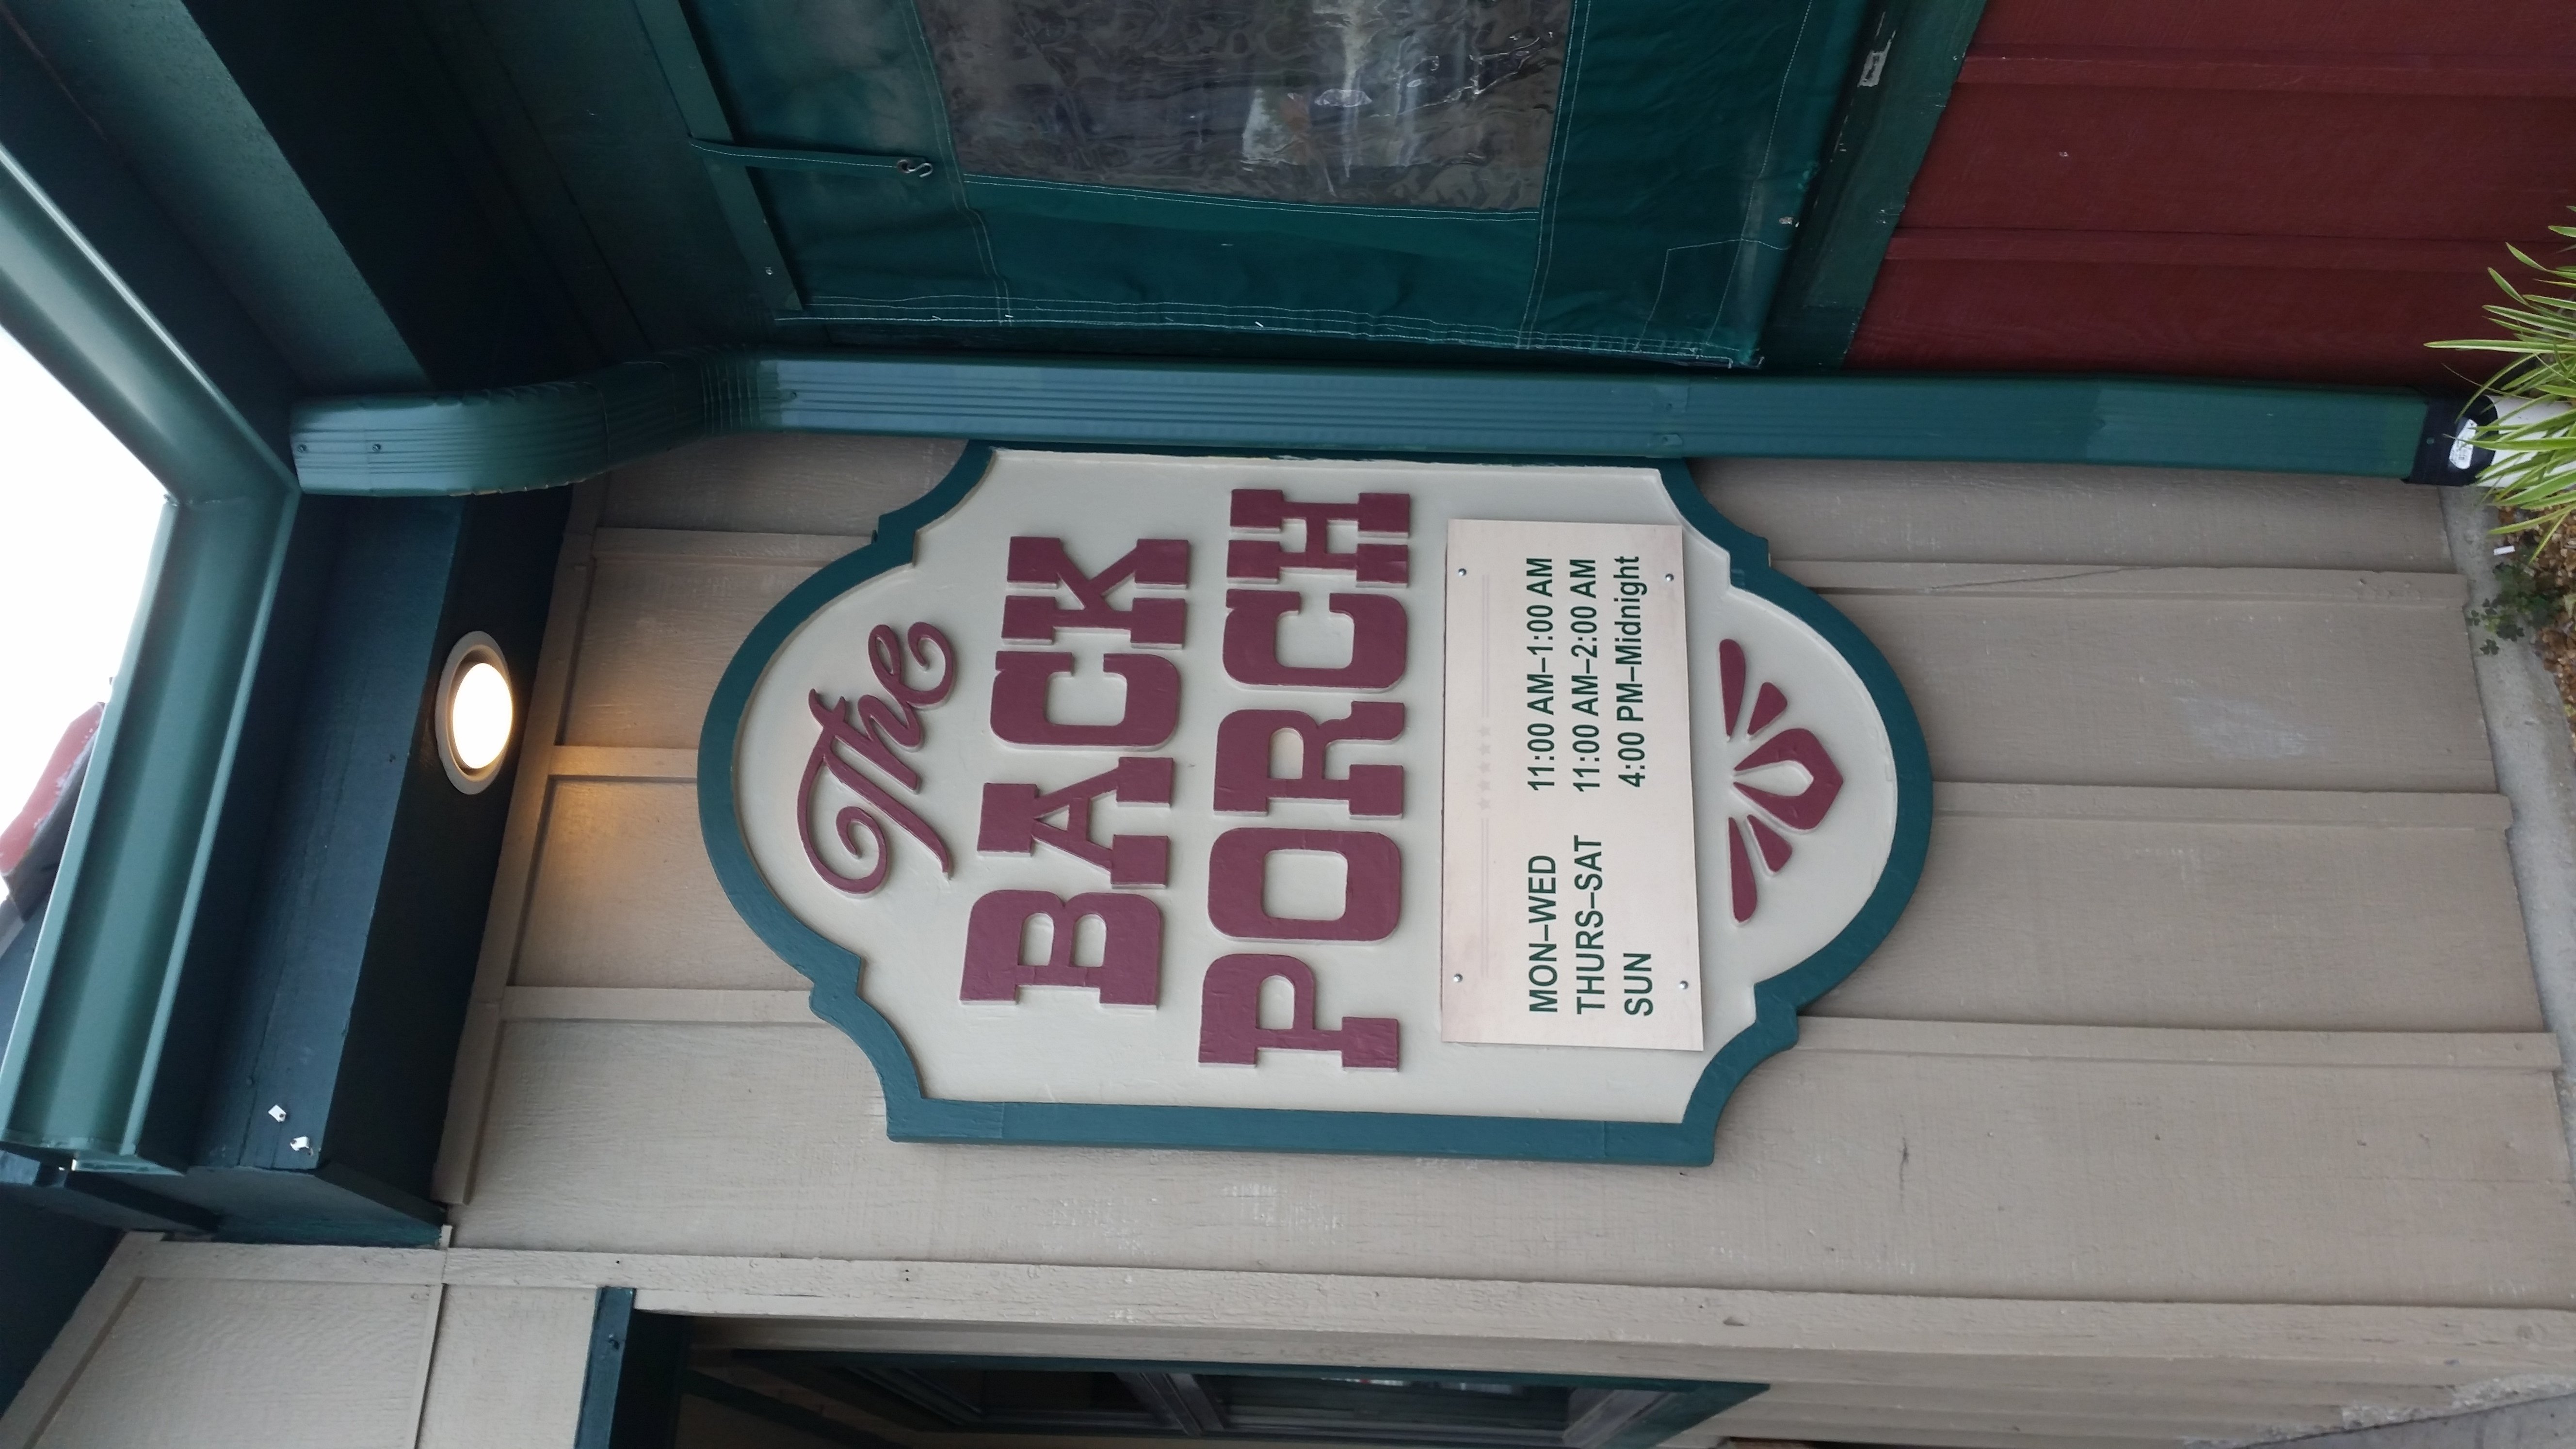 The
BACK
PORCH
MON–WED 11:00 AM–1:00 AM
THURS–SAT 11:00 AM–2:00 AM
SUN 4:00 PM–Midnight